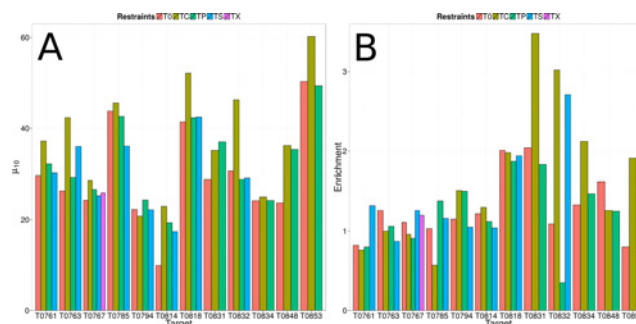 Restraints T0 TC TP TS TX
A
60
40
20
0
μ10
T0761 T0763 T0767 T0785 T0794 T0814 T0818 T0831 T0832 T0834 T0848 T0853
Target
Restraints T0 TC TP TS TX
B
3
2
1
0
Enrichment
T0761 T0763 T0767 T0785 T0794 T0814 T0818 T0831 T0832 T0834 T0848
Target